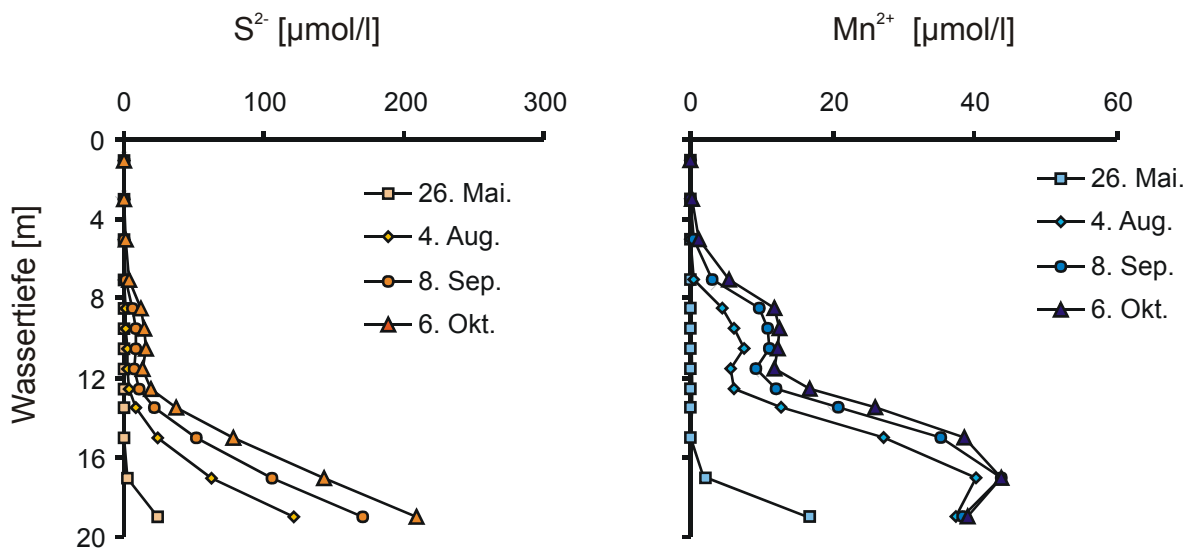 S²⁻ [µmol/l]
0 100 200 300
0
4
8
12
16
20
Wassertiefe [m]
26. Mai.
4. Aug.
8. Sep.
6. Okt.
Mn²⁺ [µmol/l]
0 20 40 60
26. Mai.
4. Aug.
8. Sep.
6. Okt.